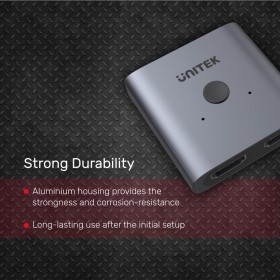 UNITEK
Strong Durability
Aluminium housing provides the
strongness and corrosion-resistance
Long-lasting use after the initial setup